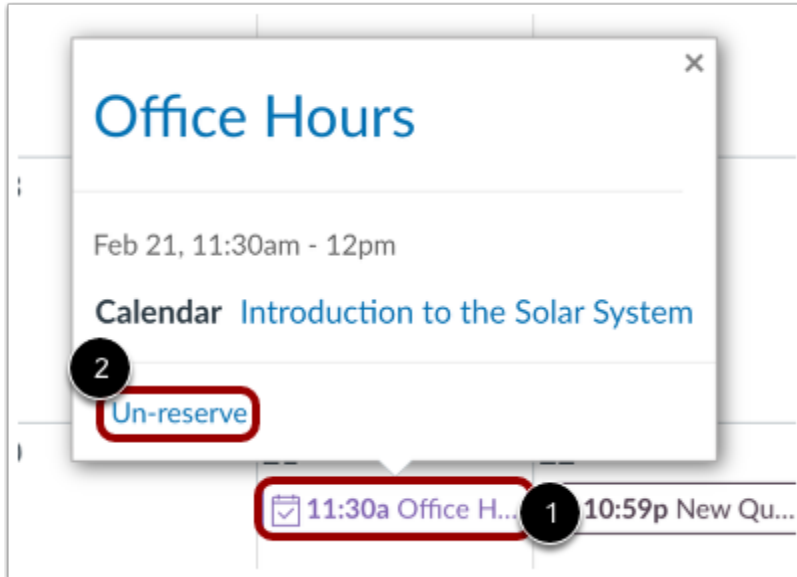 ×
Office Hours
Feb 21, 11:30am - 12pm
Calendar Introduction to the Solar System
2
Un-reserve
11:30a Office H...
1
10:59p New Qu...